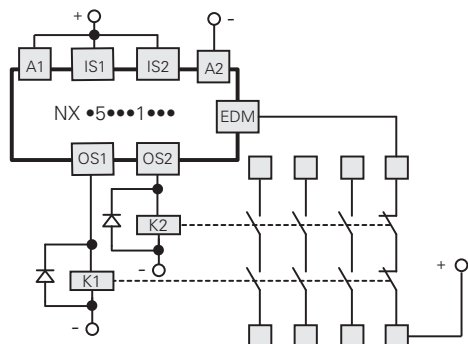 + -
A1 IS1 IS2 A2
NX •5•••1•••
EDM
OS1 OS2
K2
- +
K1
-